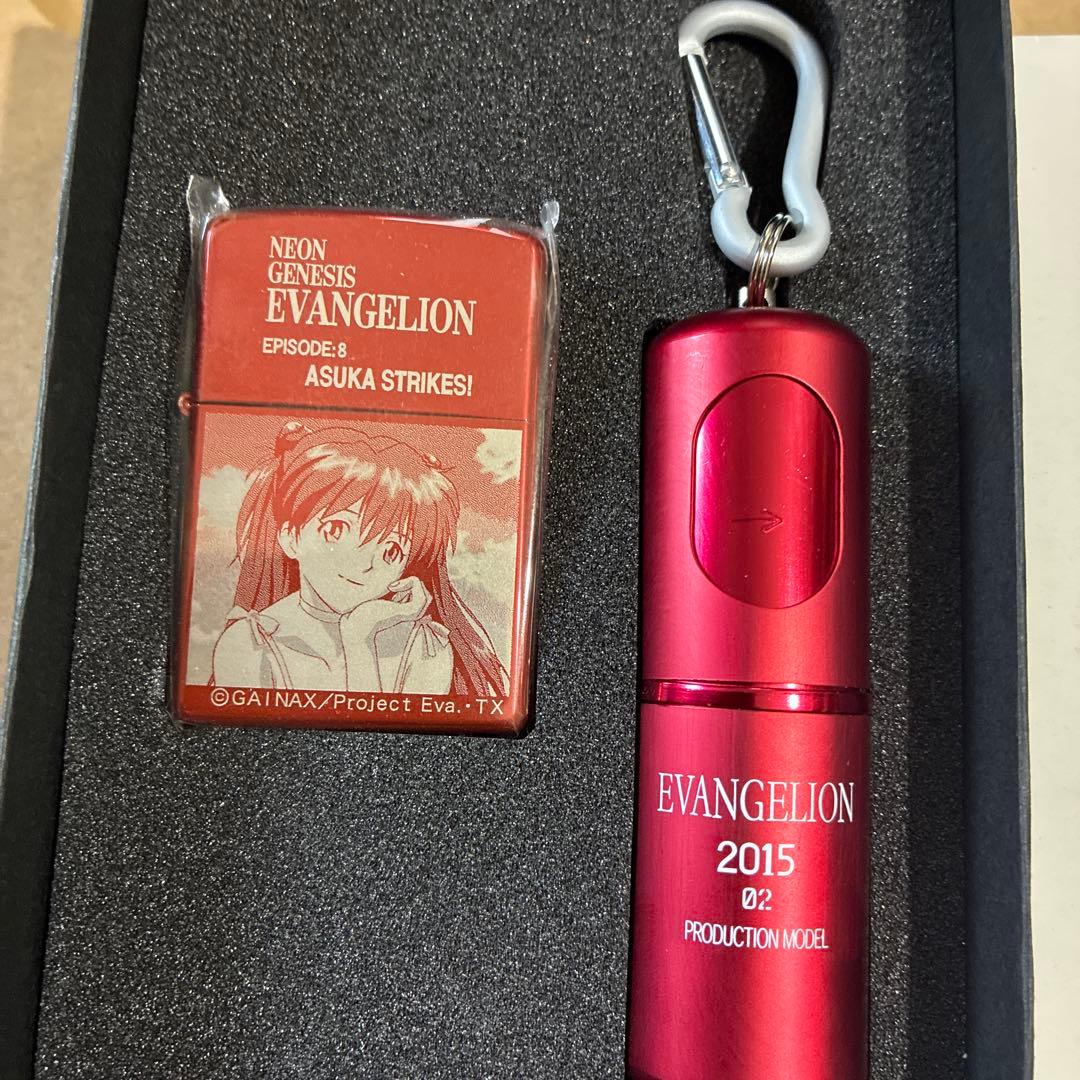 NEON
GENESIS
EVANGELION
EPISODE:8
ASUKA STRIKES!
©GAINAX/Project Eva.・TX
EVANGELION
2015
02
PRODUCTION MODEL